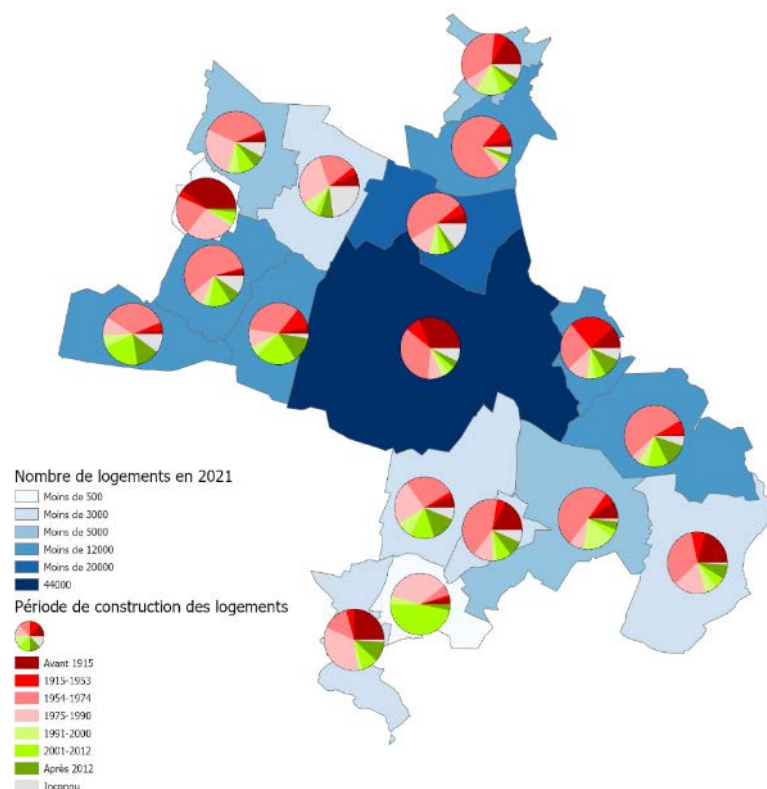 Nombre de logements en 2021
Moins de 500
Moins de 3000
Moins de 5000
Moins de 12000
Moins de 20000
44000
Période de construction des logements
Avant 1915
1915-1953
1954-1974
1975-1990
1991-2000
2001-2012
Après 2012
Inconnu